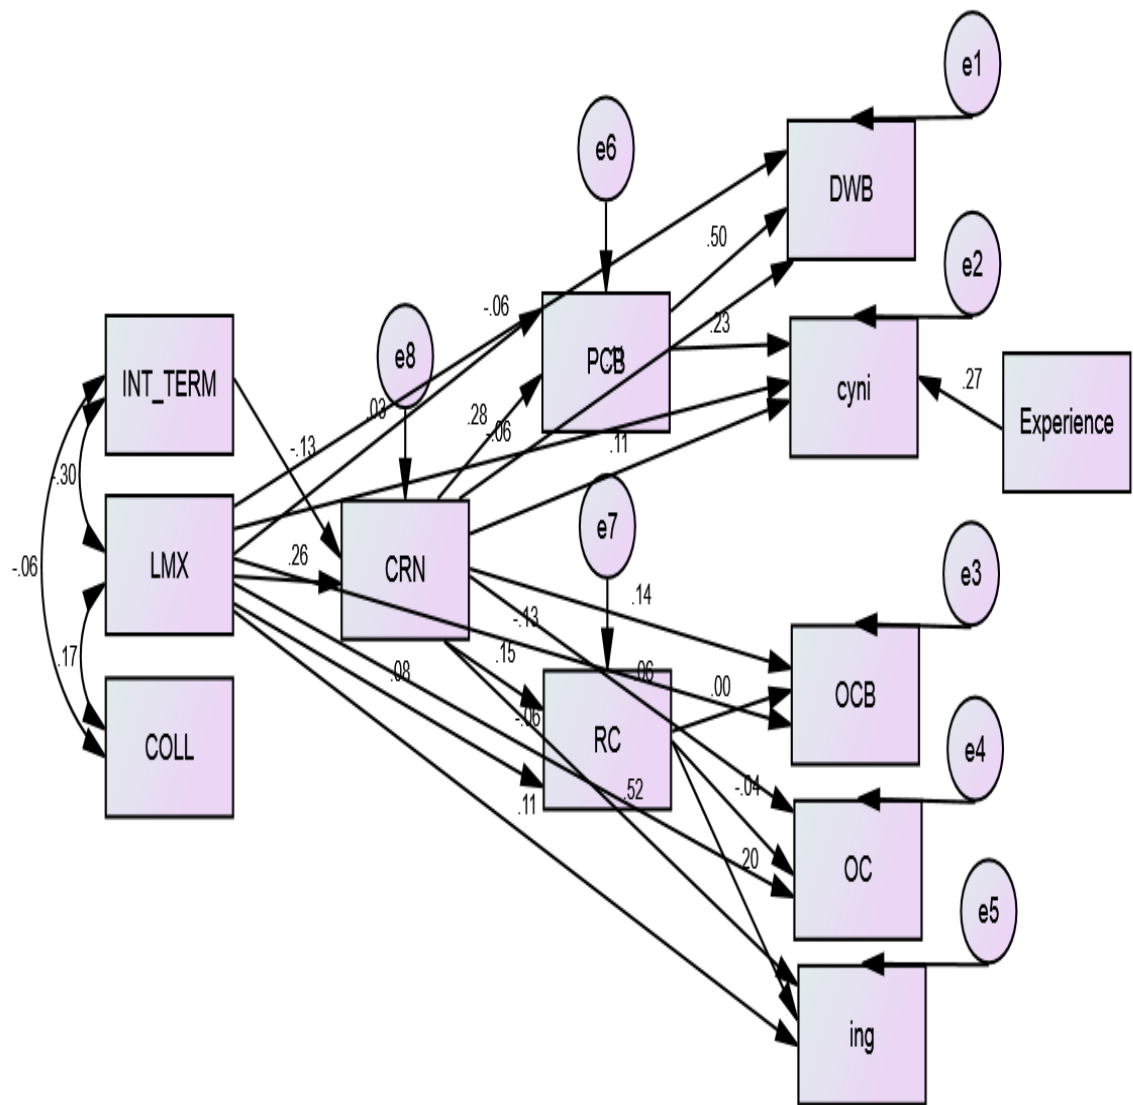 e1
e6
DWB
.50
e2
-.06
e8
.23
INT_TERM
PCB
cyni
.27
Experience
.03
.28
-.06
.11
-.13
-.30
e7
LMX
.26
CRN
e3
-.06
.14
-.13
.17
.15
.06
.00
.08
OCB
-.06
COLL
RC
e4
.52
-.04
.11
.20
OC
e5
ing